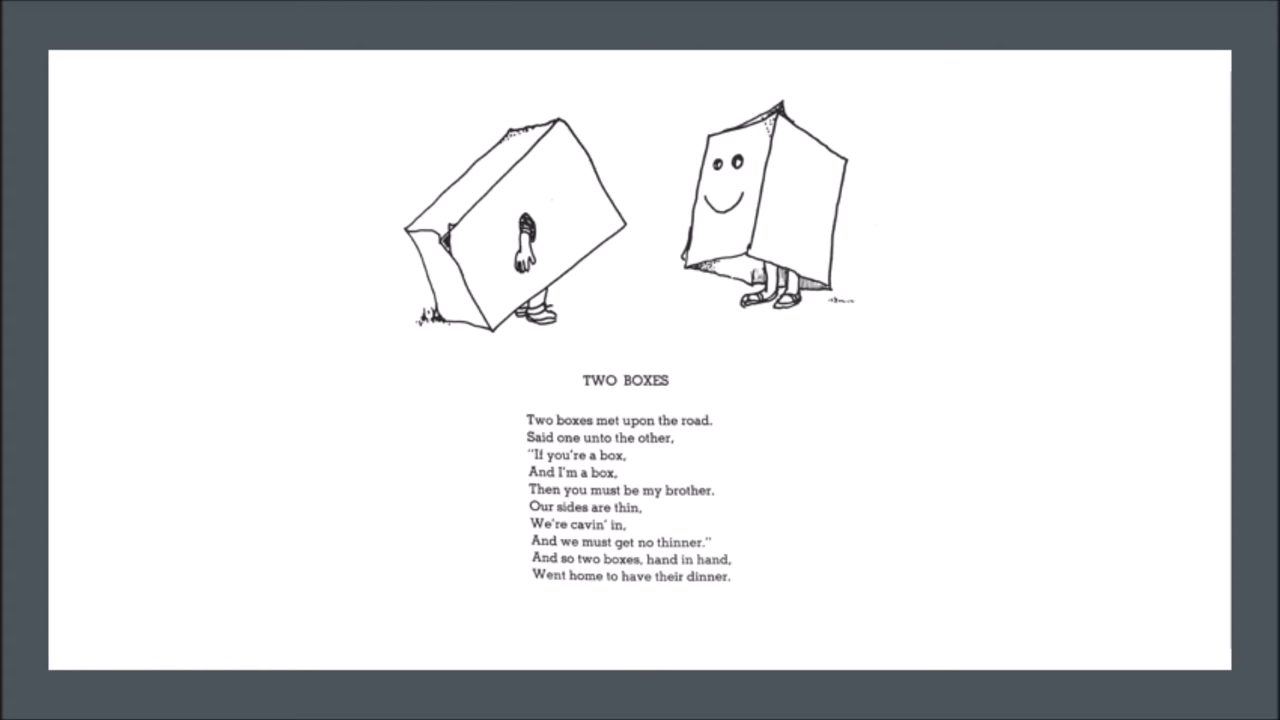 TWO BOXES
Two boxes met upon the road.
Said one unto the other,
"If you're a box,
And I'm a box,
Then you must be my brother.
Our sides are thin,
We're cavin' in,
And we must get no thinner."
And so two boxes, hand in hand,
Went home to have their dinner.